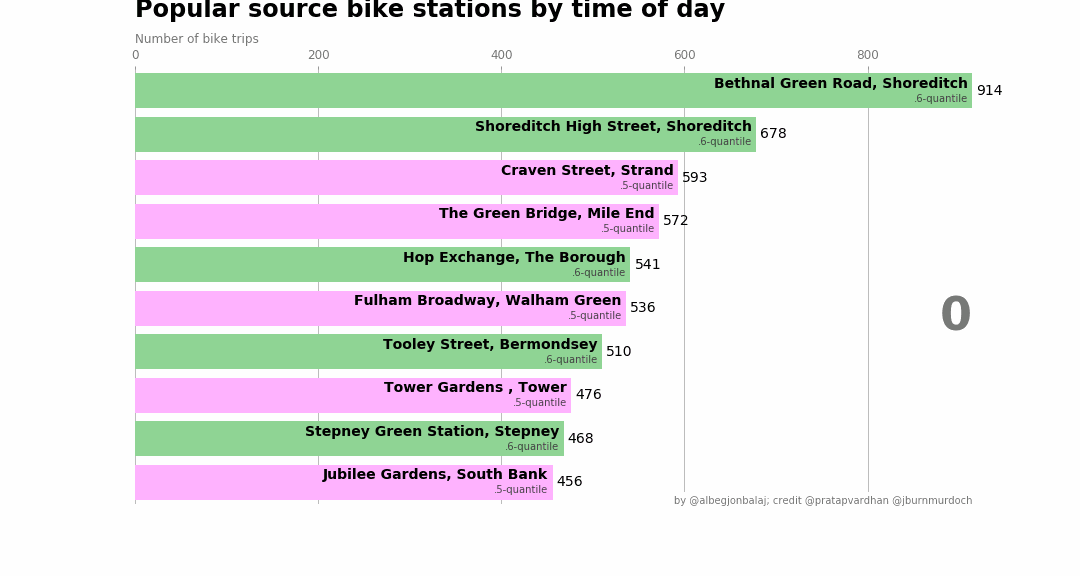 Popular source bike stations by time of day
Number of bike trips
0 200 400 600 800
Bethnal Green Road, Shoreditch 914
.6-quantile
Shoreditch High Street, Shoreditch 678
.6-quantile
Craven Street, Strand 593
.5-quantile
The Green Bridge, Mile End 572
.5-quantile
Hop Exchange, The Borough 541
.6-quantile
Fulham Broadway, Walham Green 536
.5-quantile
0
Tooley Street, Bermondsey 510
.6-quantile
Tower Gardens , Tower 476
.5-quantile
Stepney Green Station, Stepney 468
.6-quantile
Jubilee Gardens, South Bank 456
.5-quantile
by @albegjonbalaj; credit @pratapvardhan @jburnmurdoch